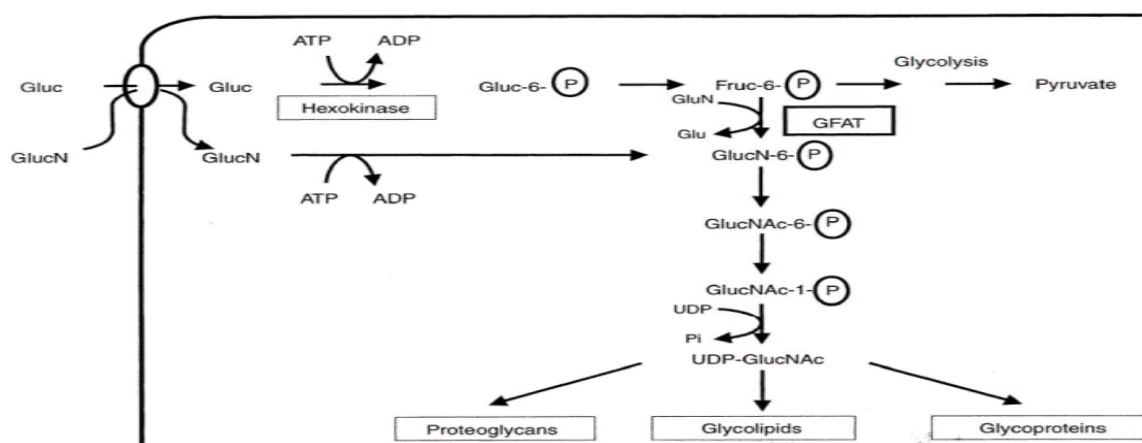 ATP ADP
Gluc Gluc Gluc-6-P Fruc-6-P Glycolysis Pyruvate
Hexokinase
GluN
GFAT
Glu
GlucN GlucN GlucN-6-P
ATP ADP
GlucNAc-6-P
GlucNAc-1-P
UDP
Pi
UDP-GlucNAc
Proteoglycans Glycolipids Glycoproteins